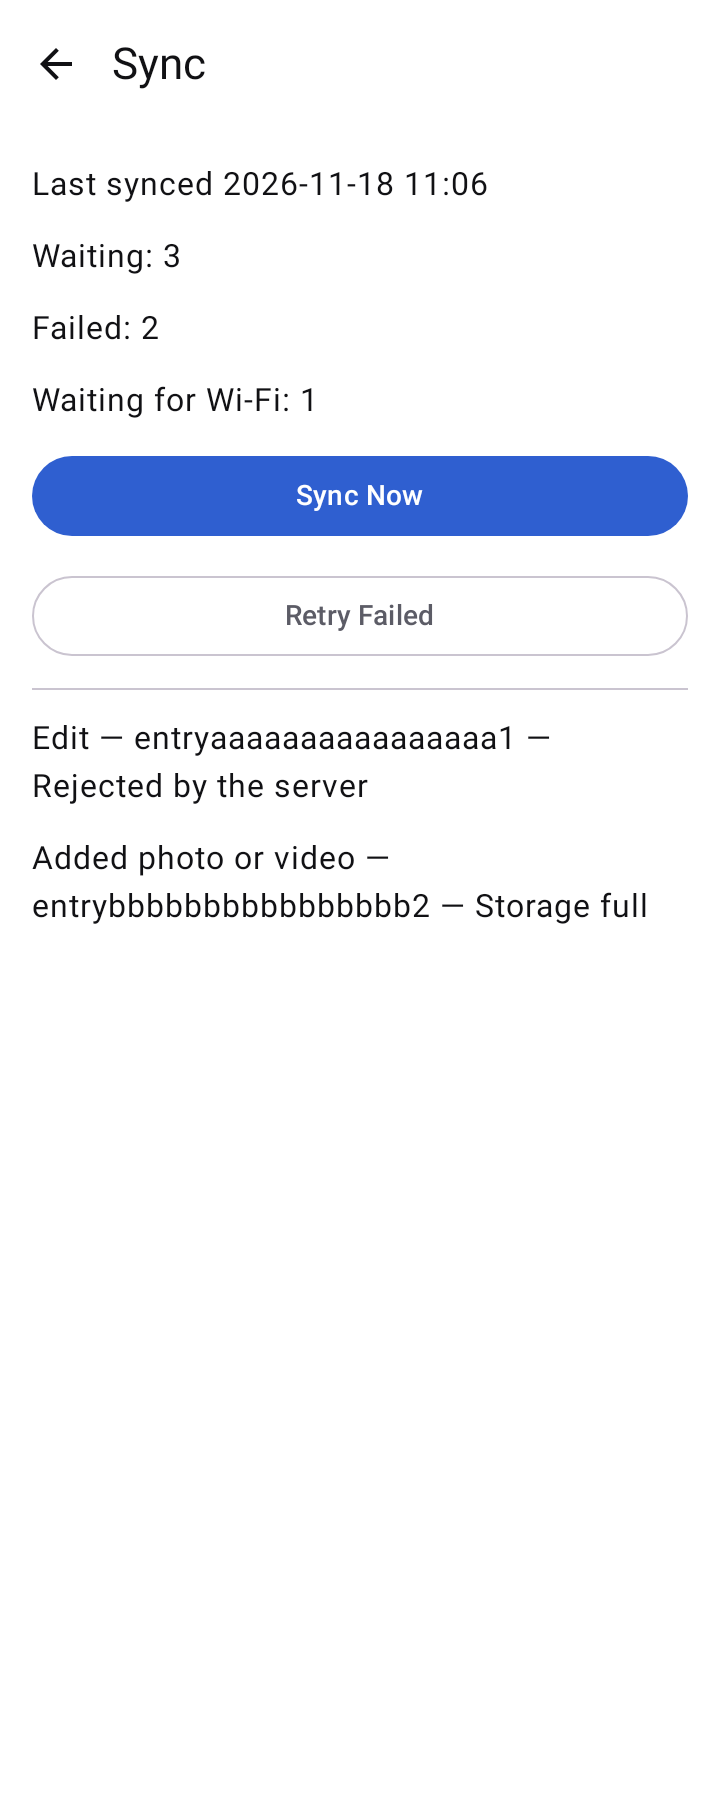 Sync
Last synced 2026-11-18 11:06
Waiting: 3
Failed: 2
Waiting for Wi-Fi: 1
Sync Now
Retry Failed
Edit — entryaaaaaaaaaaaaaaaa1 —
Rejected by the server
Added photo or video —
entrybbbbbbbbbbbbbbbb2 — Storage full